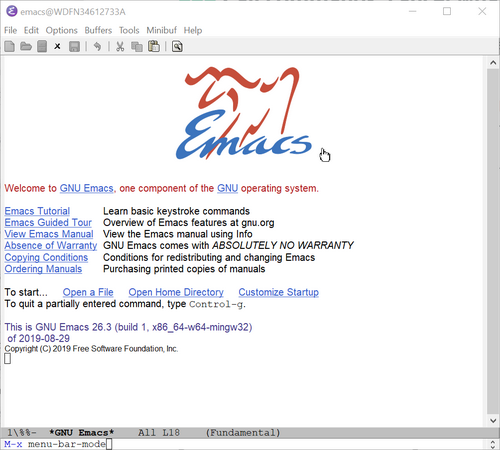 emacs@WDFN34612733A
File Edit Options Buffers Tools Minibuf Help
Emacs
Welcome to GNU Emacs, one component of the GNU operating system.
Emacs Tutorial Learn basic keystroke commands
Emacs Guided Tour Overview of Emacs features at gnu.org
View Emacs Manual View the Emacs manual using Info
Absence of Warranty GNU Emacs comes with ABSOLUTELY NO WARRANTY
Copying Conditions Conditions for redistributing and changing Emacs
Ordering Manuals Purchasing printed copies of manuals
To start... Open a File Open Home Directory Customize Startup
To quit a partially entered command, type Control-g.
This is GNU Emacs 26.3 (build 1, x86_64-w64-mingw32)
of 2019-08-29
Copyright (C) 2019 Free Software Foundation, Inc.
1\%%- *GNU Emacs* All L18 (Fundamental)
M-x menu-bar-mode